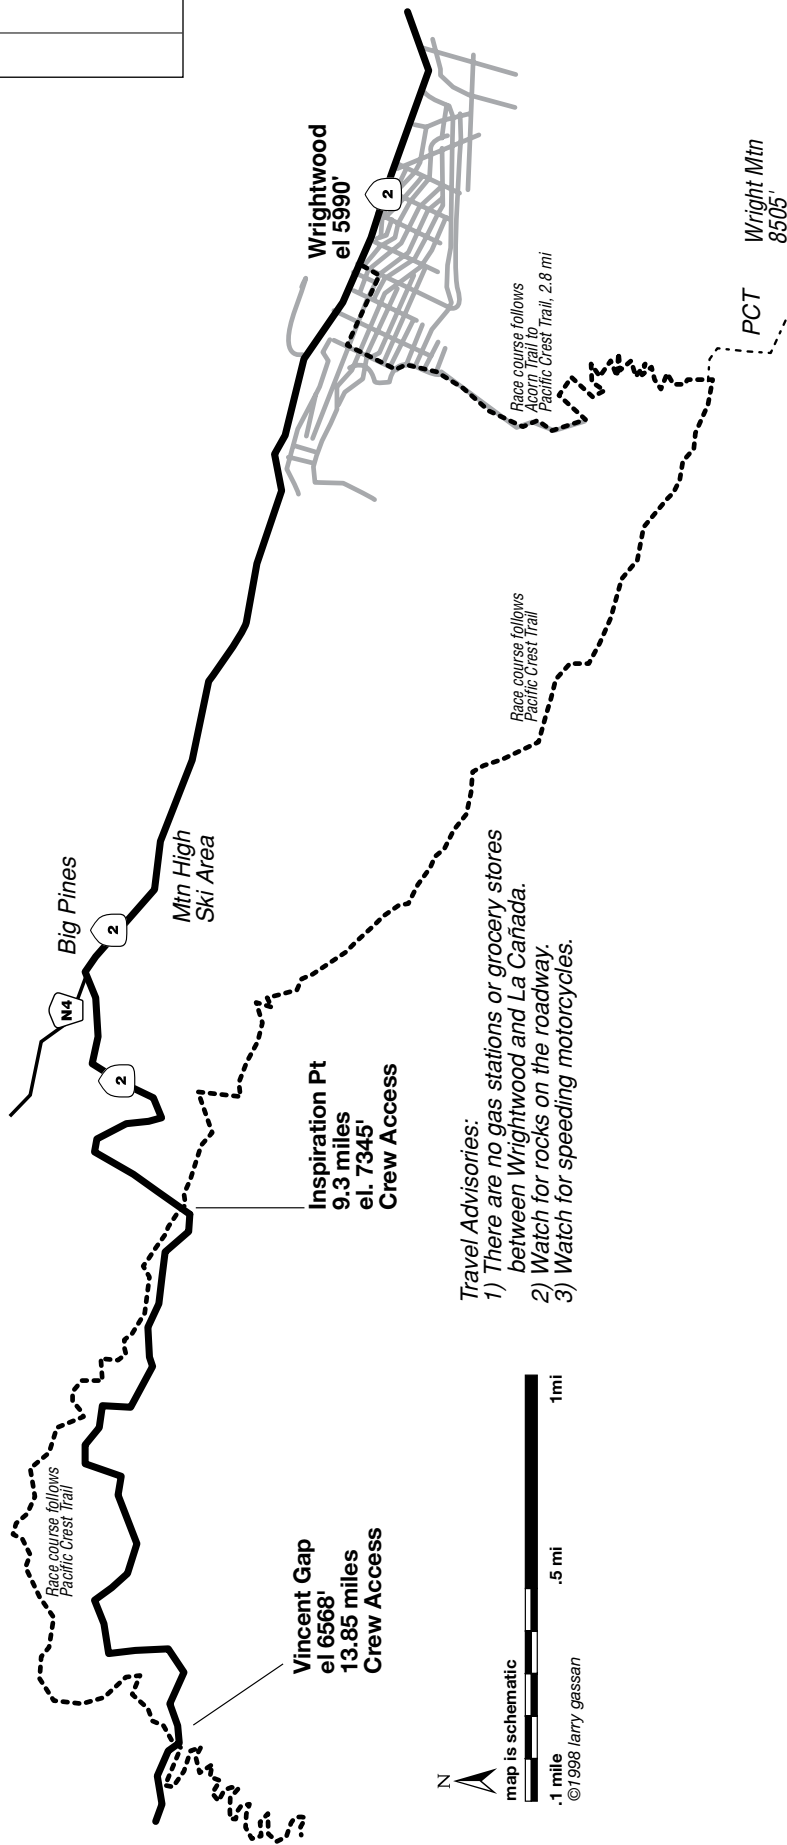 Wrightwood
el 5990'
2
Wright Mtn
8505'
PCT
Race course follows
Acorn Trail to
Pacific Crest Trail, 2.8 mi
Race course follows
Pacific Crest Trail
Big Pines
2
Mtn High
Ski Area
N4
2
Inspiration Pt
9.3 miles
el. 7345'
Crew Access
Travel Advisories:
1) There are no gas stations or grocery stores
between Wrightwood and La Cañada.
2) Watch for rocks on the roadway.
3) Watch for speeding motorcycles.
Race course follows
Pacific Crest Trail
Vincent Gap
el 6568'
13.85 miles
Crew Access
N
map is schematic
.1 mile
.5 mi
1mi
©1998 larry gassan